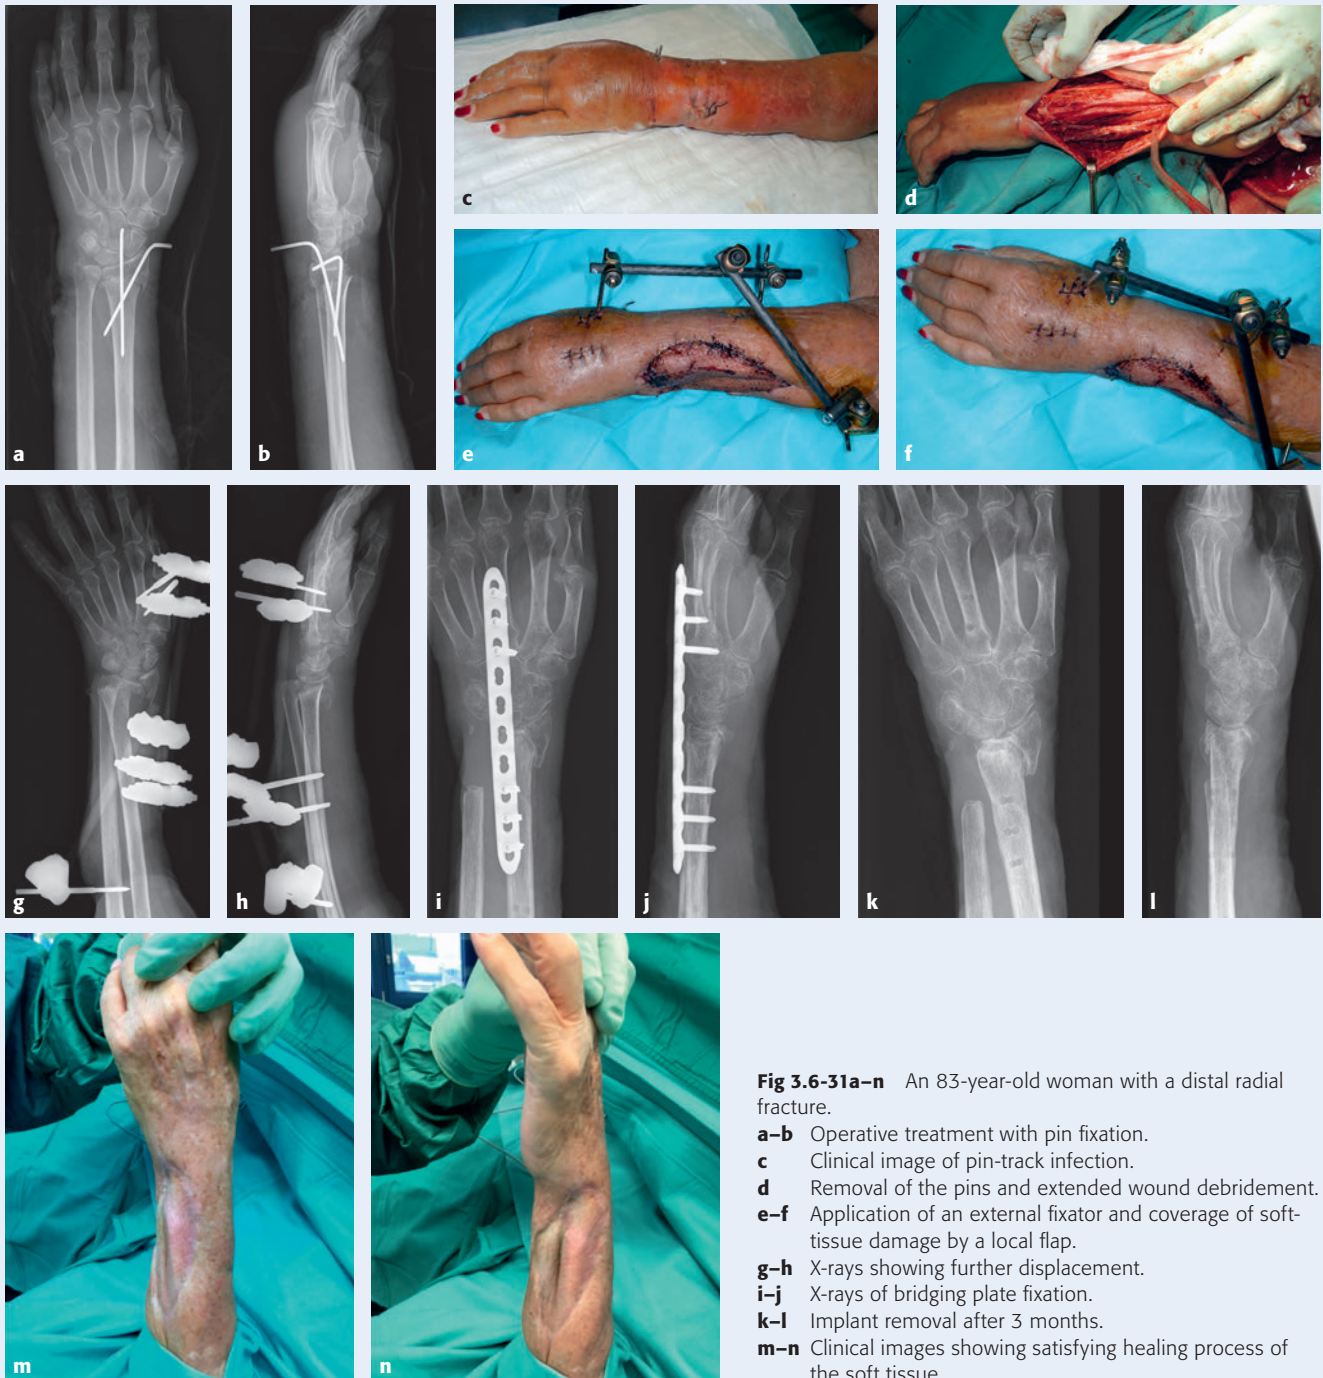 a
b
c
d
e
f
g
h
i
j
k
l
m
n
Fig 3.6-31a–n An 83-year-old woman with a distal radial
fracture.
a–b Operative treatment with pin fixation.
c Clinical image of pin-track infection.
d Removal of the pins and extended wound debridement.
e–f Application of an external fixator and coverage of soft-
tissue damage by a local flap.
g–h X-rays showing further displacement.
i–j X-rays of bridging plate fixation.
k–l Implant removal after 3 months.
m–n Clinical images showing satisfying healing process of
the soft tissue